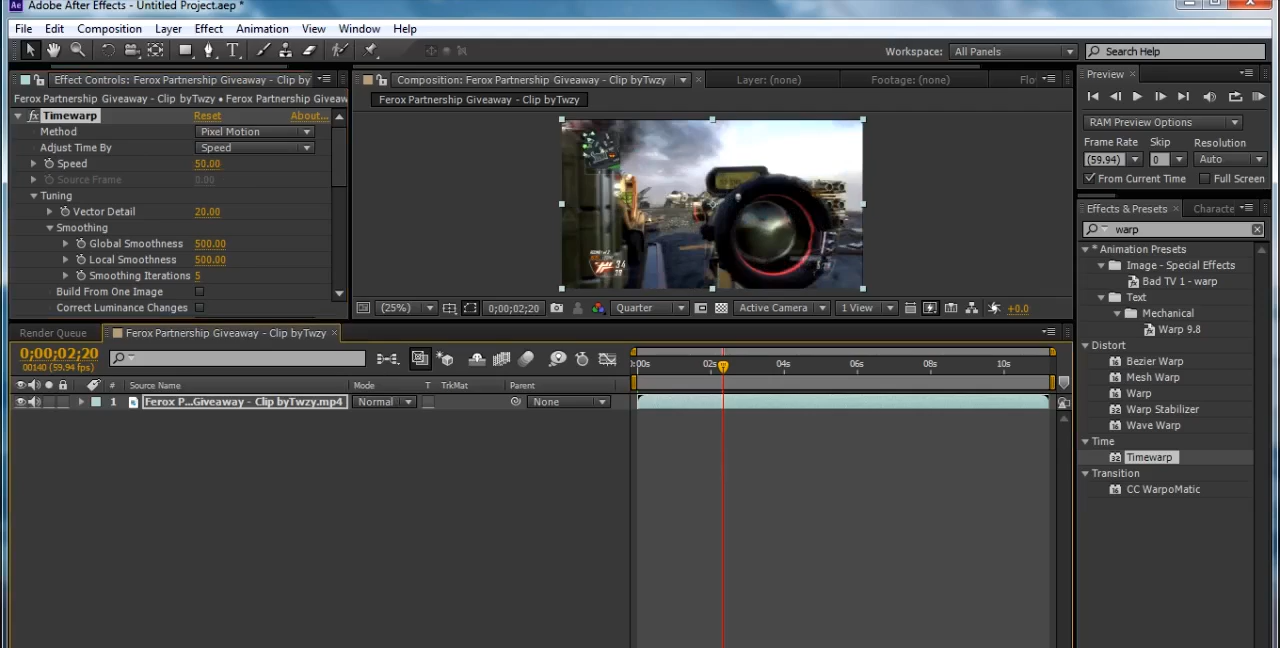 Ae Adobe After Effects - Untitled Project.aep *
File Edit Composition Layer Effect Animation View Window Help
Workspace: All Panels Search Help
Effect Controls: Ferox Partnership Giveaway - Clip by
Ferox Partnership Giveaway - Clip byTwzy • Ferox Partnership Giveaw
fx Timewarp Reset About...
Method Pixel Motion
Adjust Time By Speed
Speed 50.00
Source Frame 0.00
Tuning
Vector Detail 20.00
Smoothing
Global Smoothness 500.00
Local Smoothness 500.00
Smoothing Iterations 5
Build From One Image
Correct Luminance Changes
Composition: Ferox Partnership Giveaway - Clip byTwzy Layer: (none) Footage: (none) Flo
Ferox Partnership Giveaway - Clip byTwzy
(25%) 0;00;02;20 Quarter Active Camera 1 View +0.0
Preview
RAM Preview Options
Frame Rate Skip Resolution
(59.94) 0 Auto
From Current Time Full Screen
Effects & Presets Characte
warp
* Animation Presets
Image - Special Effects
Bad TV 1 - warp
Text
Mechanical
Warp 9.8
Distort
Bezier Warp
Mesh Warp
Warp
Warp Stabilizer
Wave Warp
Time
Timewarp
Transition
CC WarpoMatic
Render Queue Ferox Partnership Giveaway - Clip byTwzy
0;00;02;20
00140 (59.94 fps)
# Source Name Mode T TrkMat Parent
1 Ferox P...Giveaway - Clip byTwzy.mp4 Normal None
:00s 02s 04s 06s 08s 10s